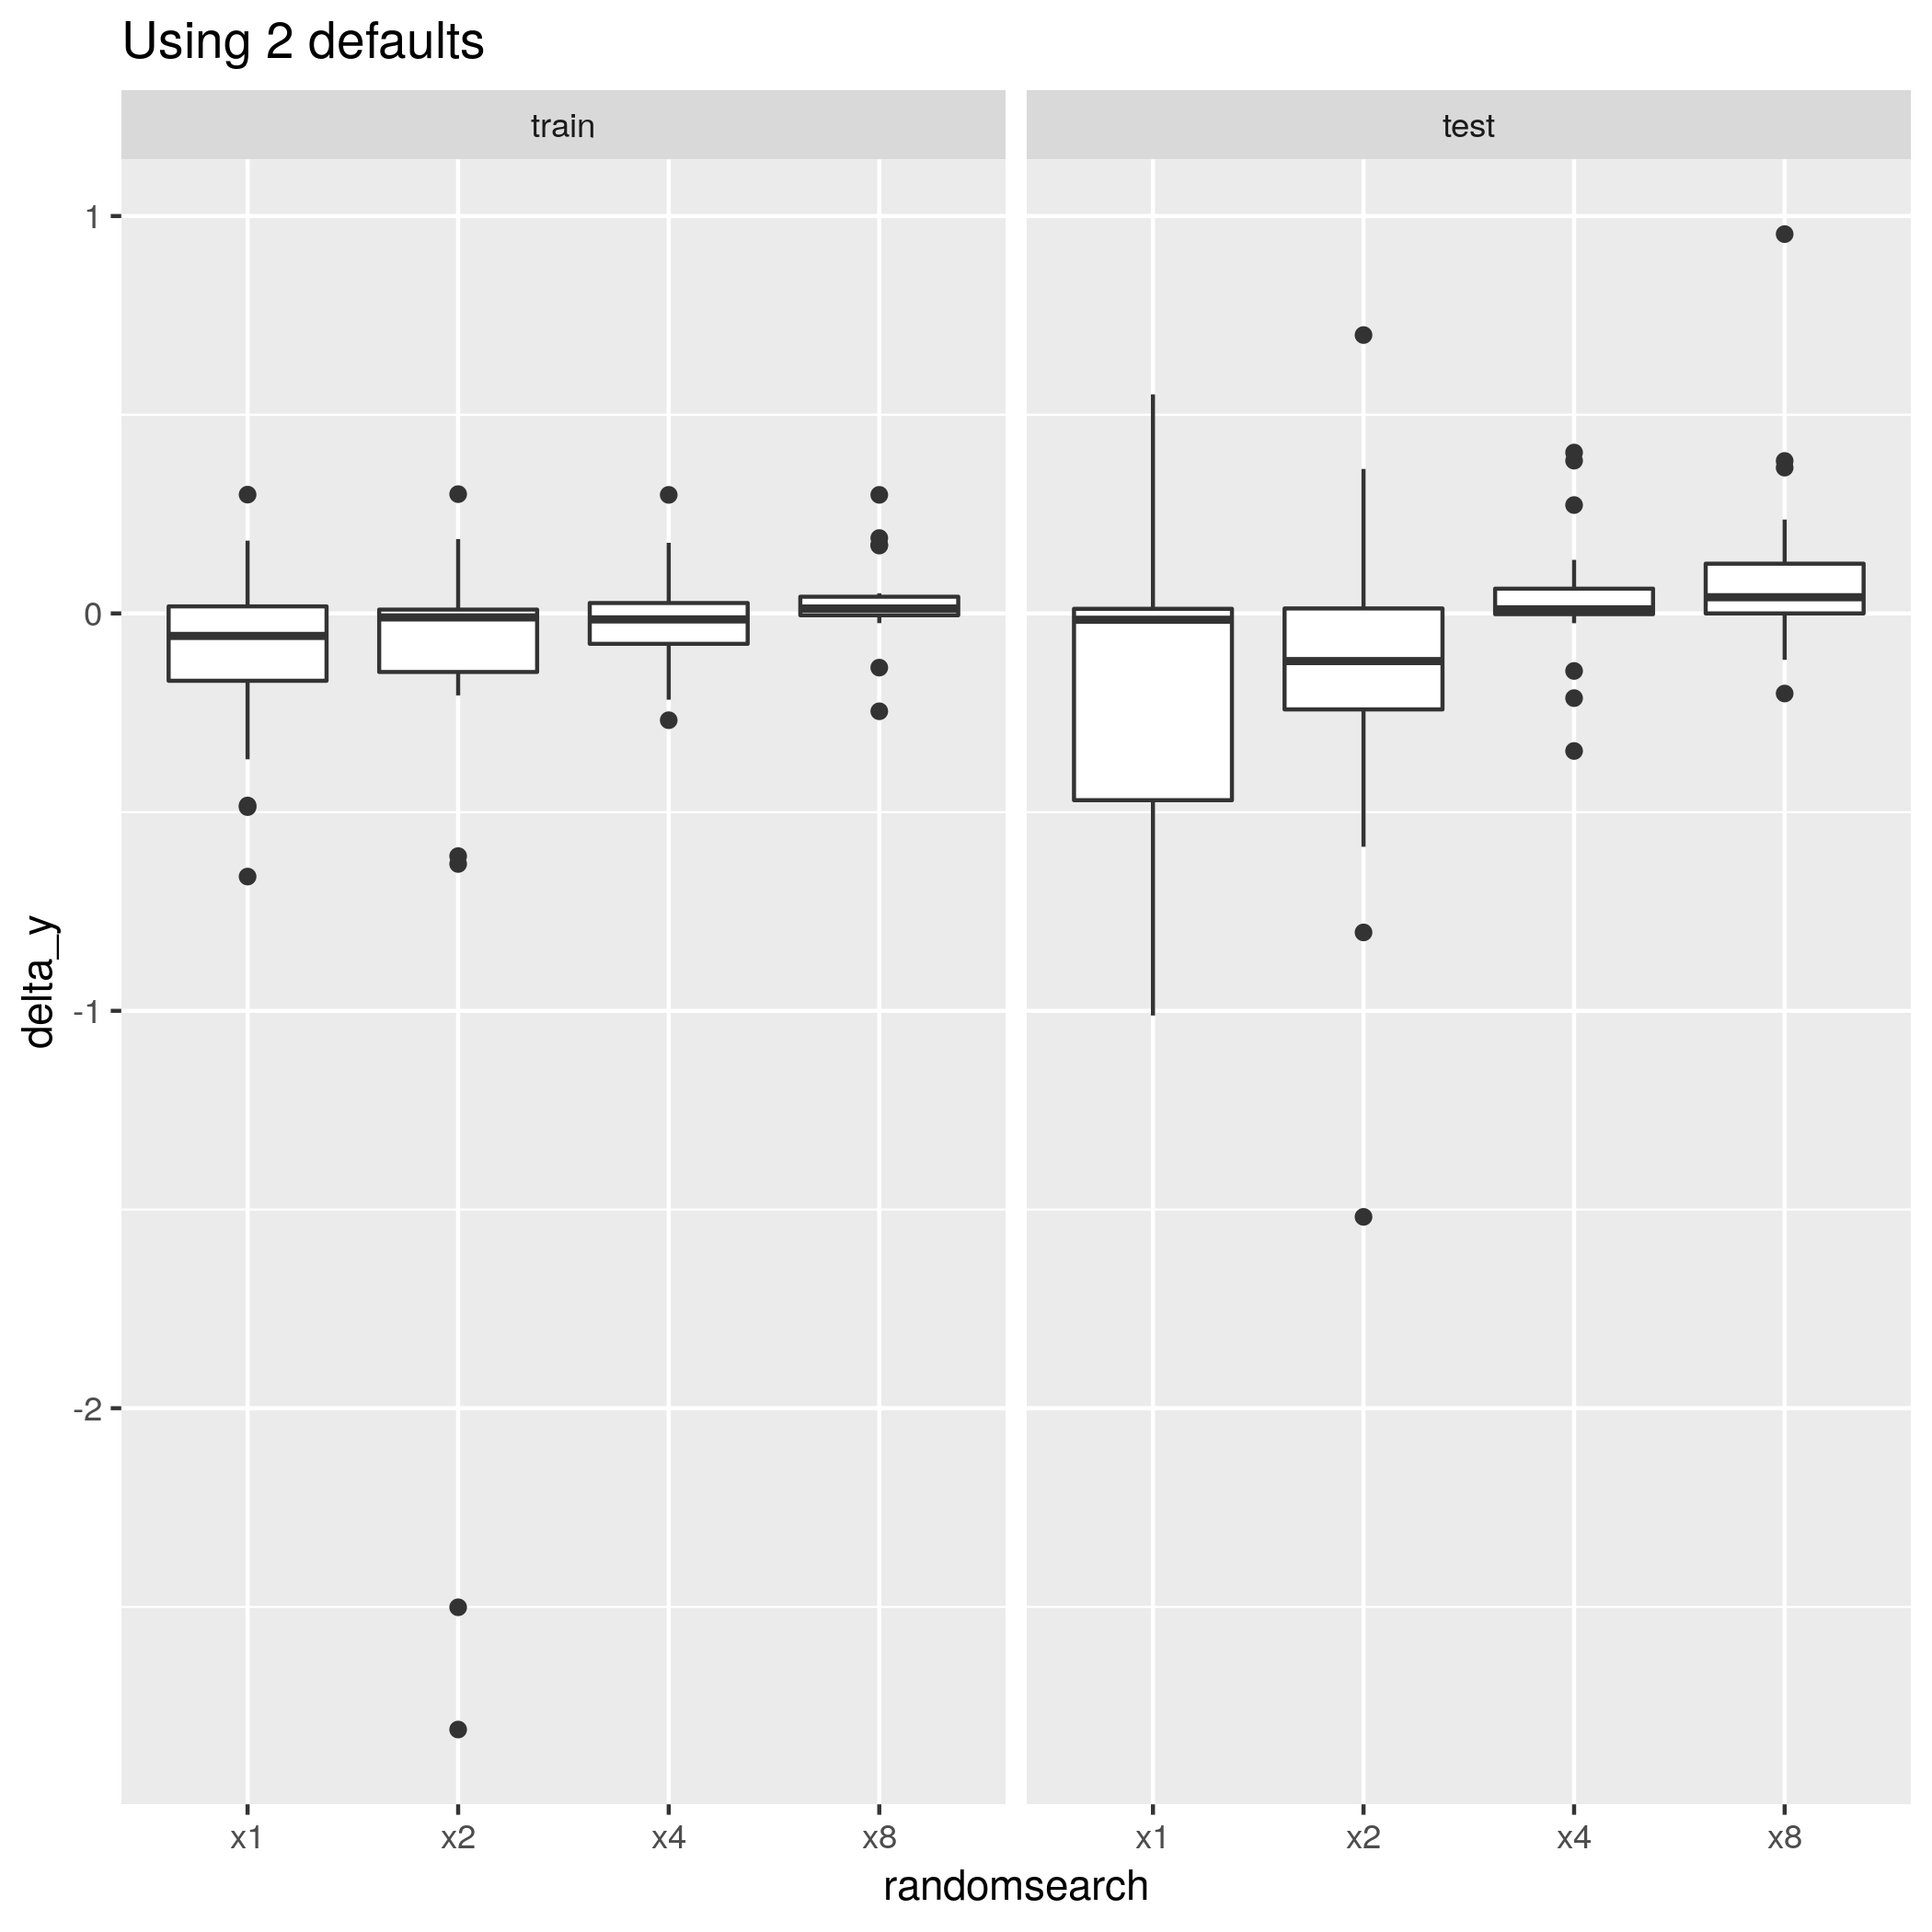 Using 2 defaults
train
test
1
0
-1
-2
delta_y
x1 x2 x4 x8
x1 x2 x4 x8
randomsearch